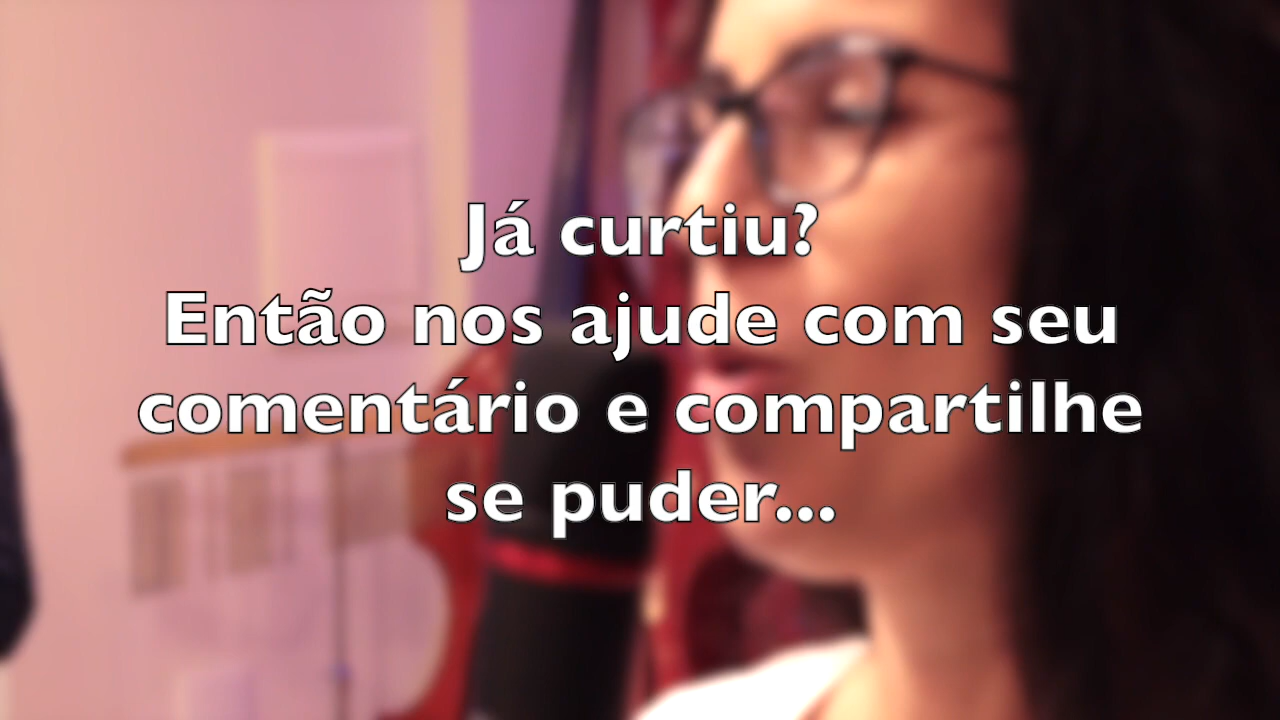 Já curtiu?
Então nos ajude com seu
comentário e compartilhe
se puder...